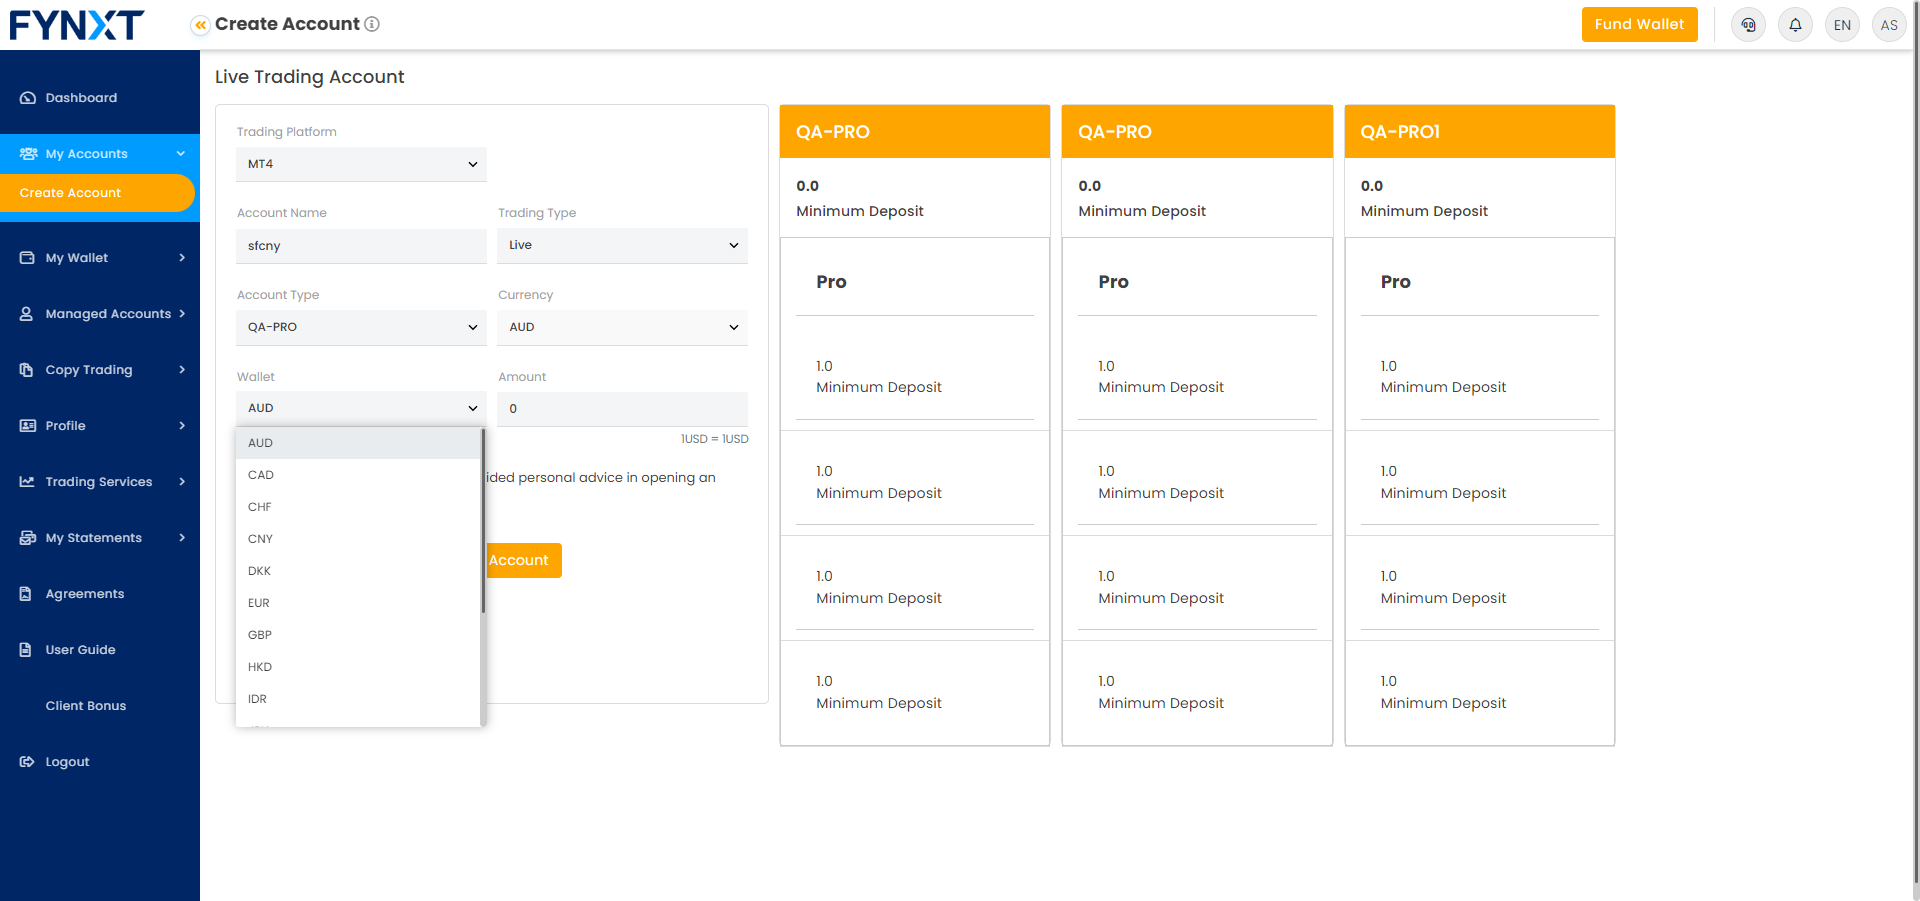 FYNXT
Create Account
Fund Wallet
EN
AS
Dashboard
My Accounts
Create Account
My Wallet
Managed Accounts
Copy Trading
Profile
Trading Services
My Statements
Agreements
User Guide
Client Bonus
Logout
Live Trading Account
Trading Platform
MT4
Account Name
Trading Type
sfcny
Live
Account Type
Currency
QA-PRO
AUD
Wallet
Amount
AUD
0
1USD = 1USD
AUD
CAD
CHF
CNY
DKK
EUR
GBP
HKD
IDR
ided personal advice in opening an
Account
QA-PRO
0.0
Minimum Deposit
Pro
1.0
Minimum Deposit
1.0
Minimum Deposit
1.0
Minimum Deposit
1.0
Minimum Deposit
QA-PRO
0.0
Minimum Deposit
Pro
1.0
Minimum Deposit
1.0
Minimum Deposit
1.0
Minimum Deposit
1.0
Minimum Deposit
QA-PRO1
0.0
Minimum Deposit
Pro
1.0
Minimum Deposit
1.0
Minimum Deposit
1.0
Minimum Deposit
1.0
Minimum Deposit